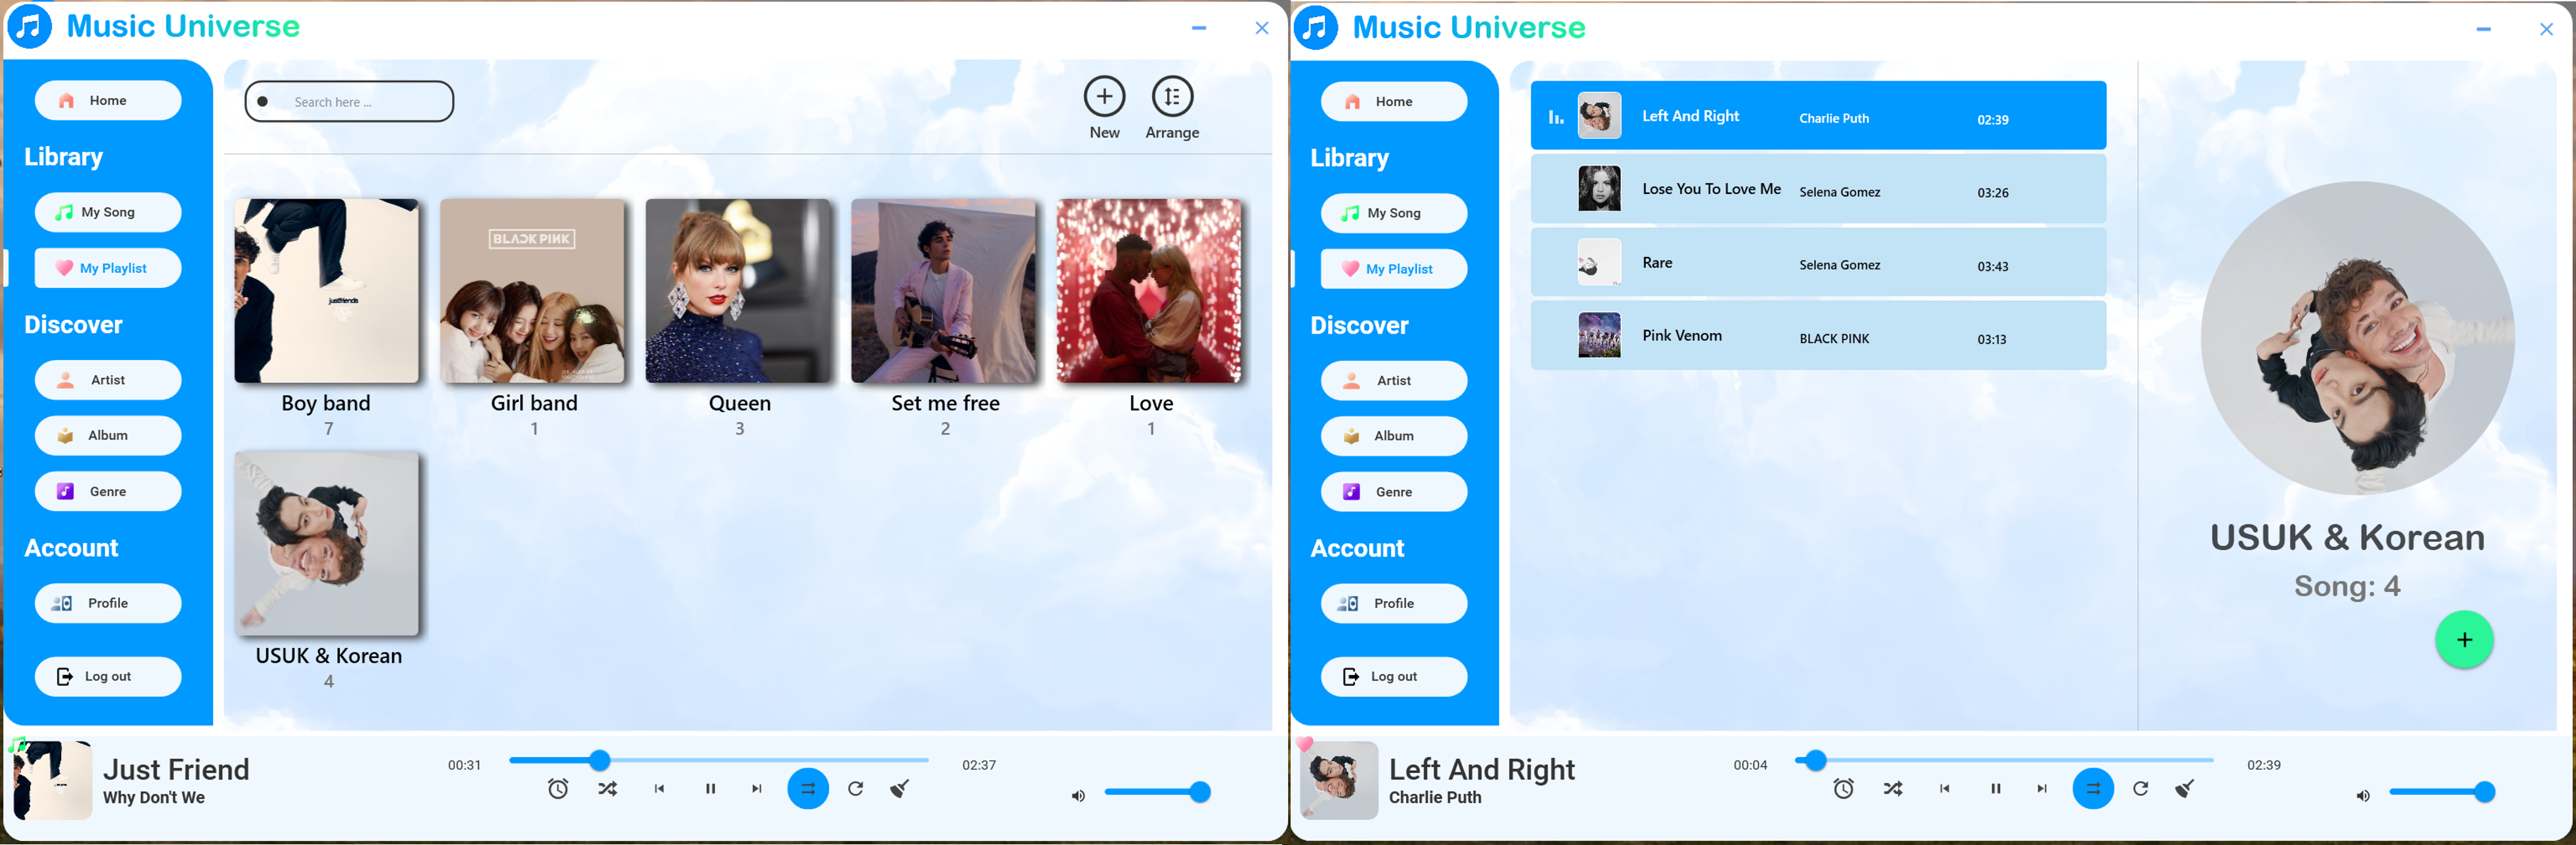 Music Universe
Home
Library
My Song
My Playlist
Discover
Artist
Album
Genre
Account
Profile
Log out
Search here ...
New
Arrange
justfriends
BLACKPINK
Boy band
7
Girl band
1
Queen
3
Set me free
2
Love
1
USUK & Korean
4
Just Friend
Why Don't We
00:31
02:37
Music Universe
Home
Library
My Song
My Playlist
Discover
Artist
Album
Genre
Account
Profile
Log out
Left And Right Charlie Puth 02:39
Lose You To Love Me Selena Gomez 03:26
Rare Selena Gomez 03:43
Pink Venom BLACK PINK 03:13
USUK & Korean
Song: 4
Left And Right
Charlie Puth
00:04
02:39